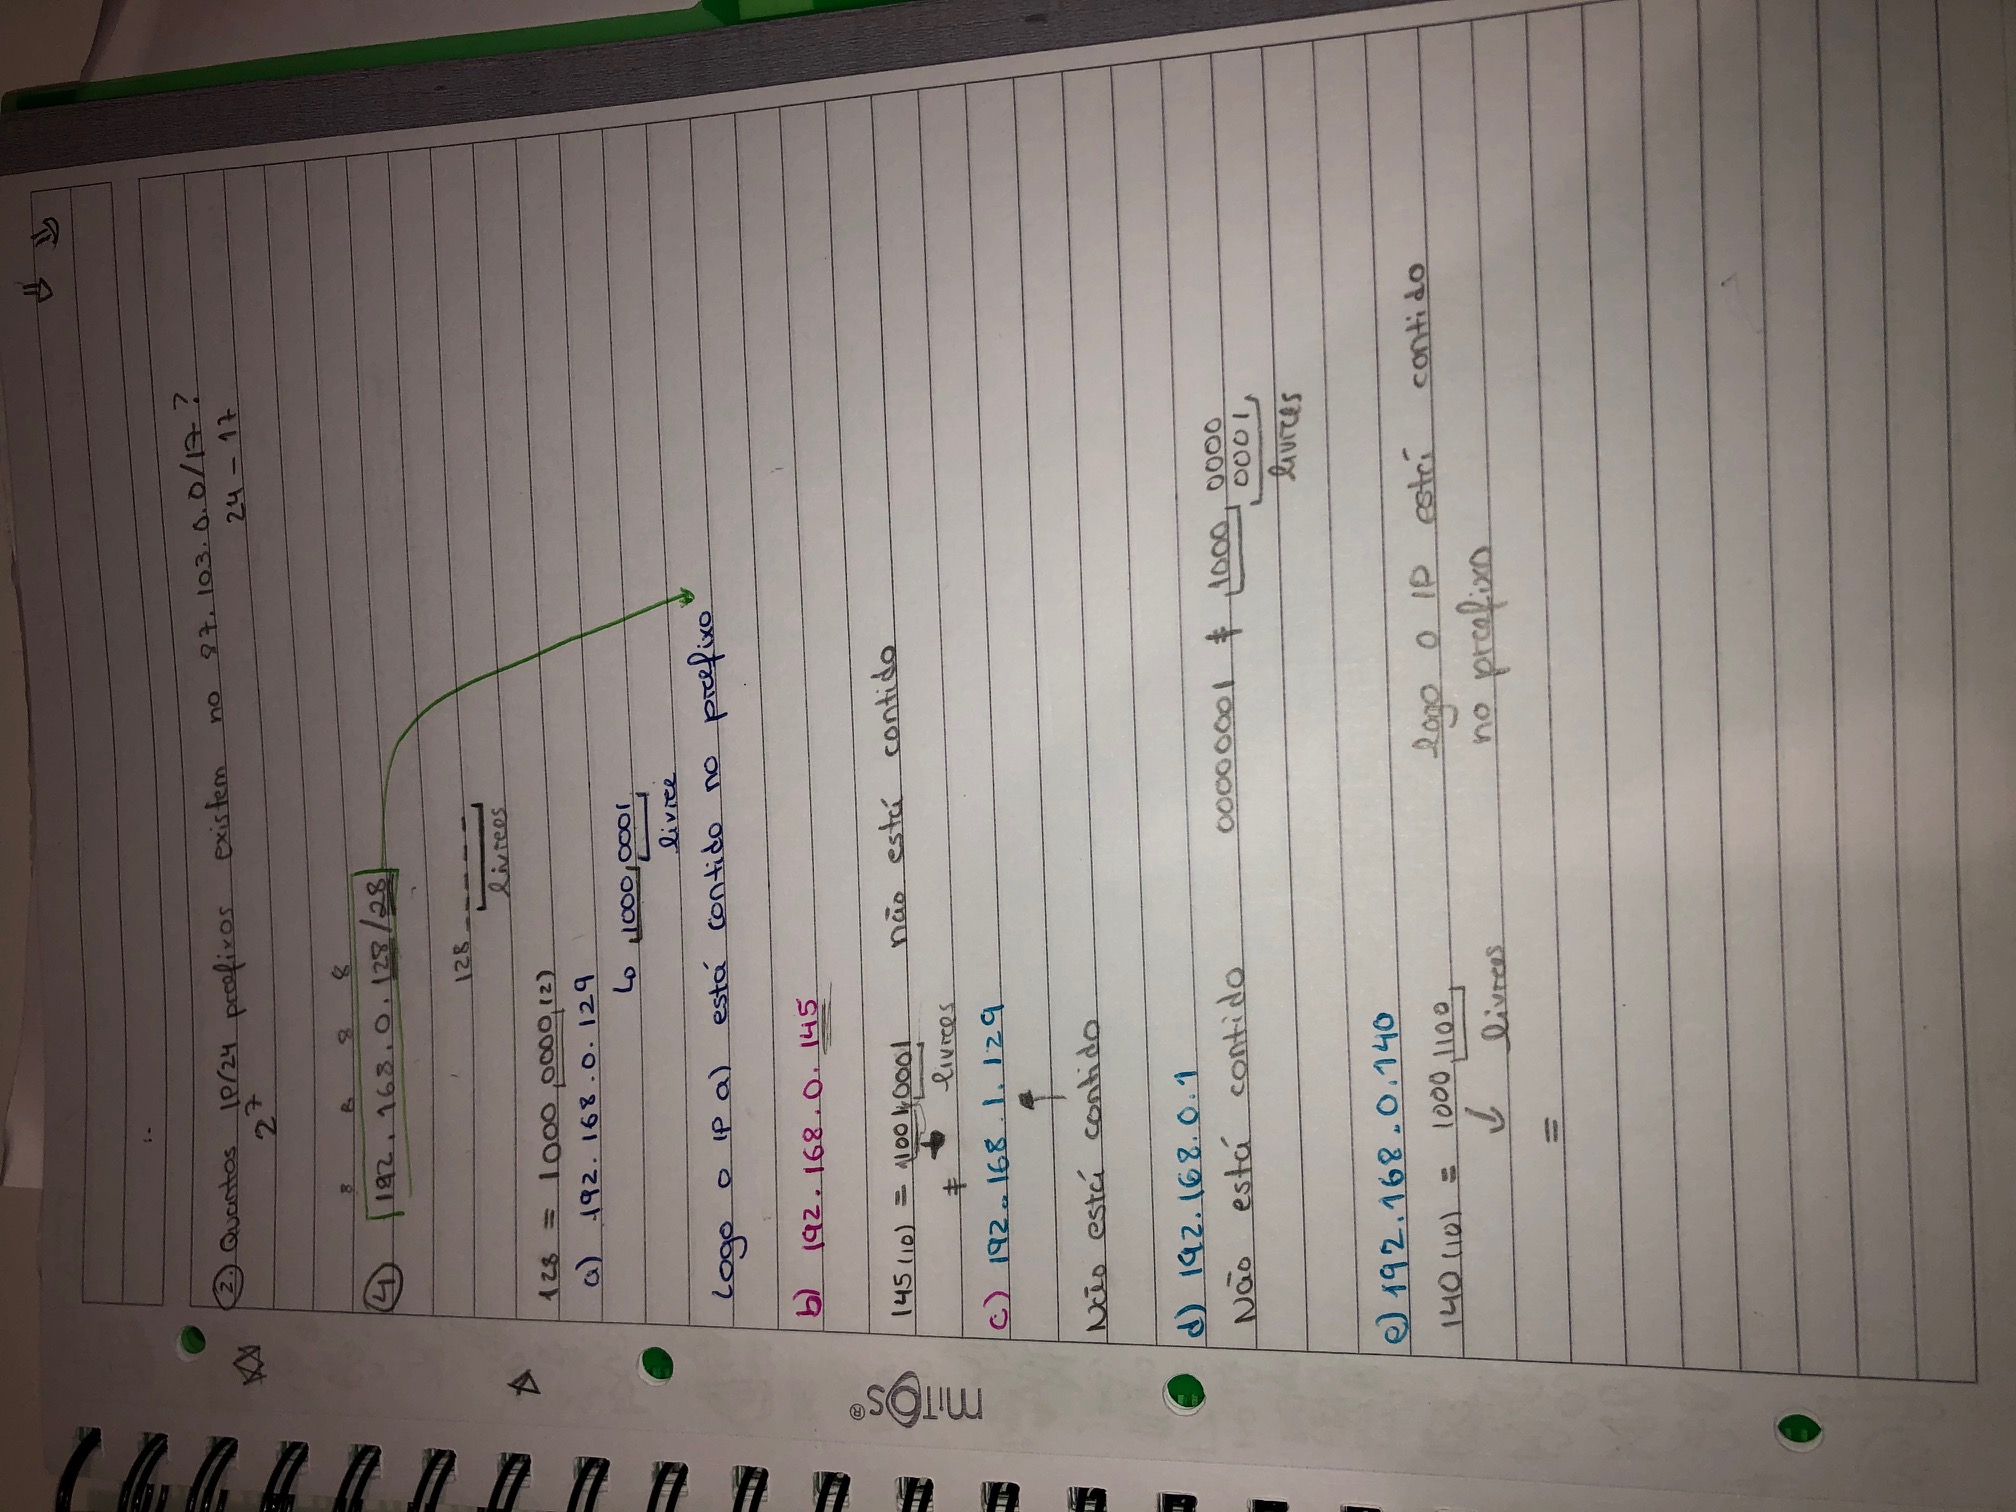 ② Quantos IP/24 prefixos existem no 87.103.0.0/17?
2^7 24 - 17
8 8 8 8
④ 192.168.0.128/28
128 _ _ _ _ _
livres
128 = 1000 0000 (2)
a) 192.168.0.129
↳ 1000 0001
livre
Logo o IP a) está contido no prefixo
b) 192.168.0.145
145(10) = 1001 0001 não está contido
≠ livres
c) 192.168.1.129
Não está contido
d) 192.168.0.1
Não está contido 00000001 ≠ 1000 0000
0001
livres
e) 192.168.0.140
140(10) = 1000 1100 logo o IP está contido
↓ livres no prefixo
=
MiTOS®